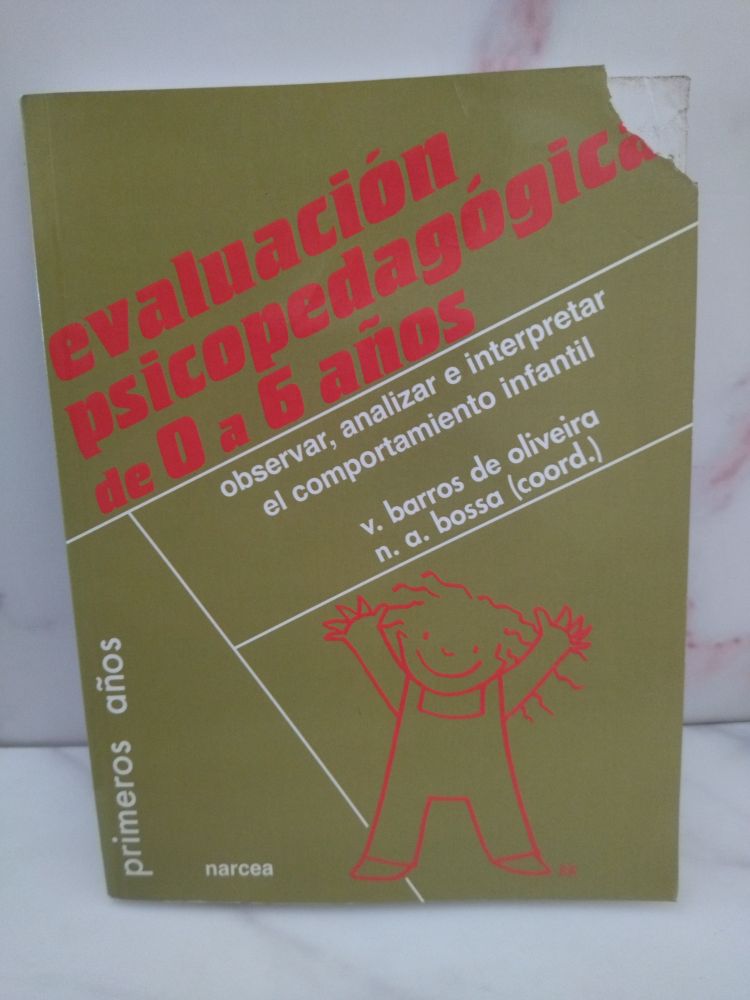 evaluación
psicopedagógica
de 0 a 6 años
observar, analizar e interpretar
el comportamiento infantil
v. barros de oliveira
n. a. bossa (coord.)
primeros años
narcea